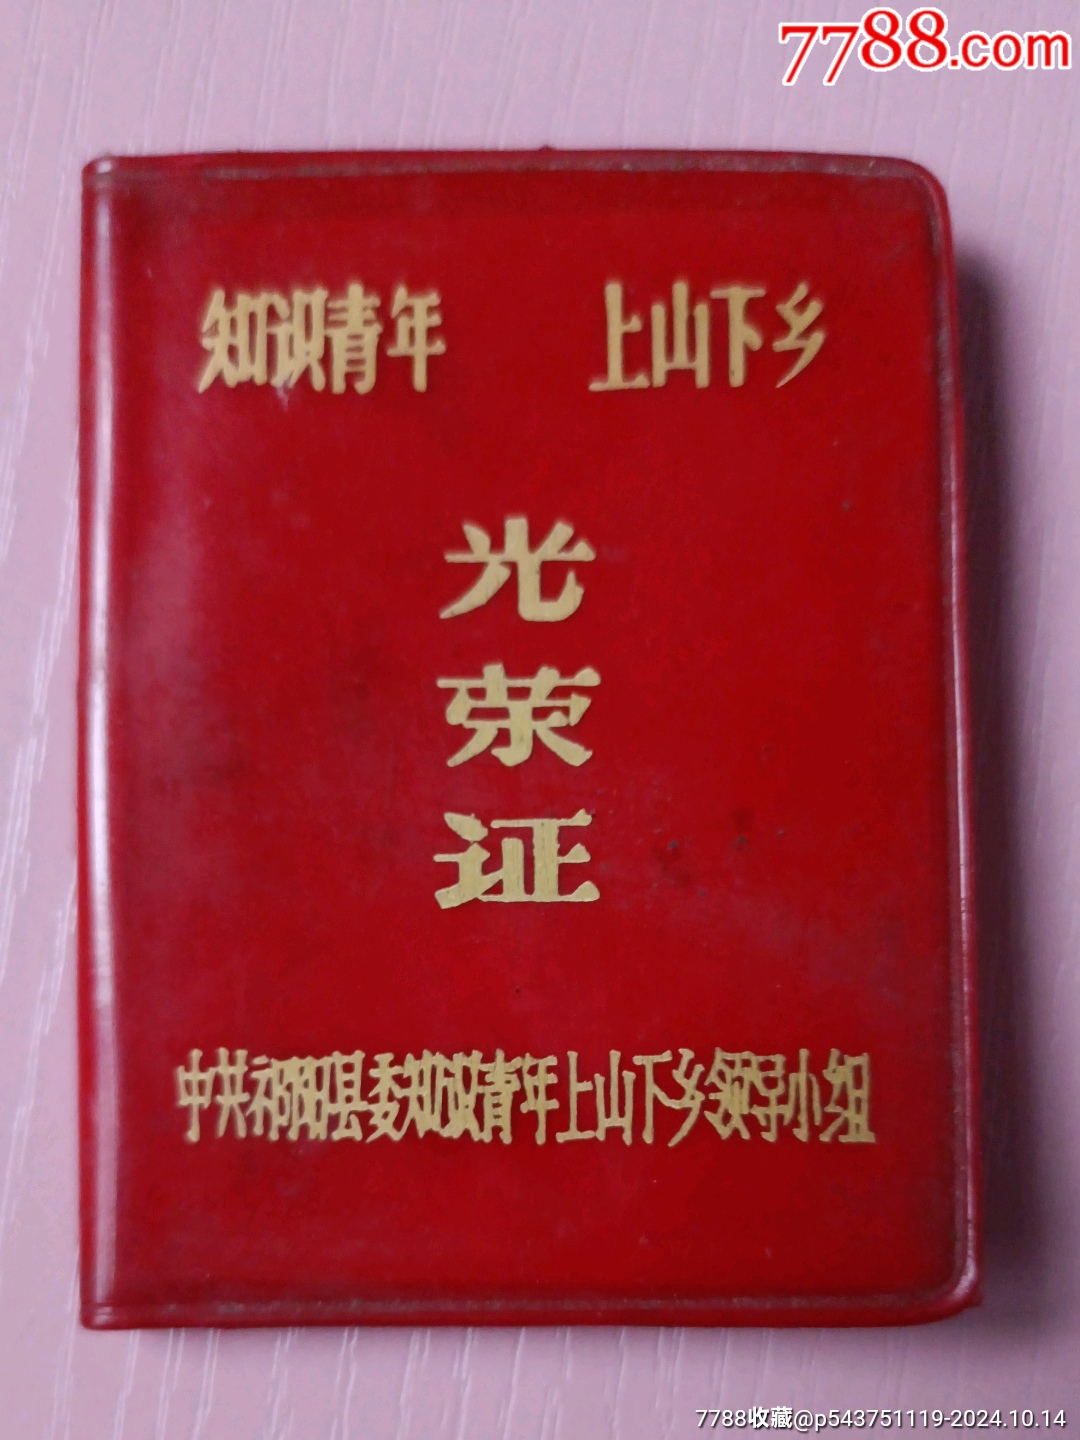 7788.com
知识青年 上山下乡
光
荣
证
中共祁阳县委知识青年上山下乡领导小组
7788收藏@p543751119-2024.10.14